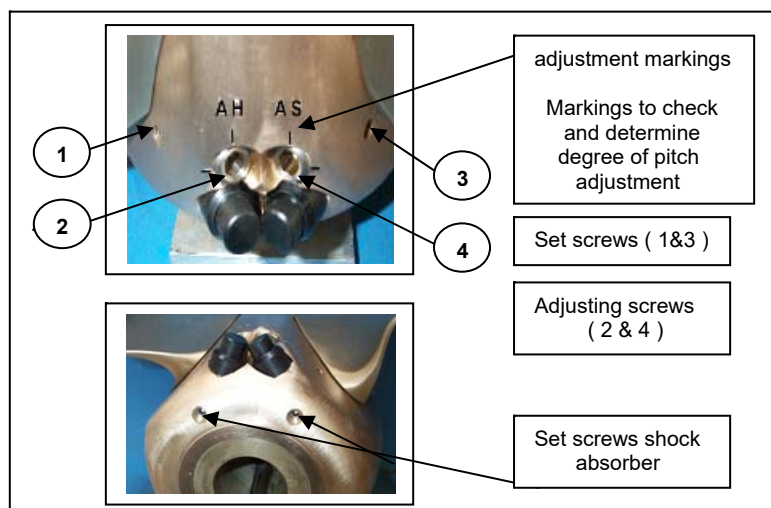 AH AS
1
2
3
4
adjustment markings
Markings to check
and determine
degree of pitch
adjustment
Set screws ( 1&3 )
Adjusting screws
( 2 & 4 )
Set screws shock
absorber